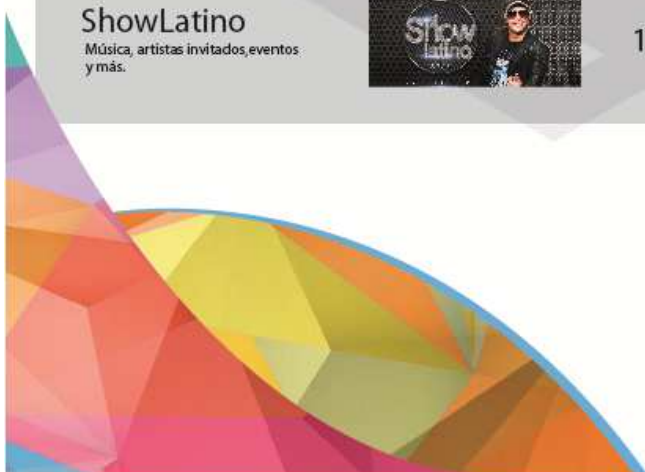 ShowLatino
Música, artistas invitados,eventos
y más.
Show
latino
1